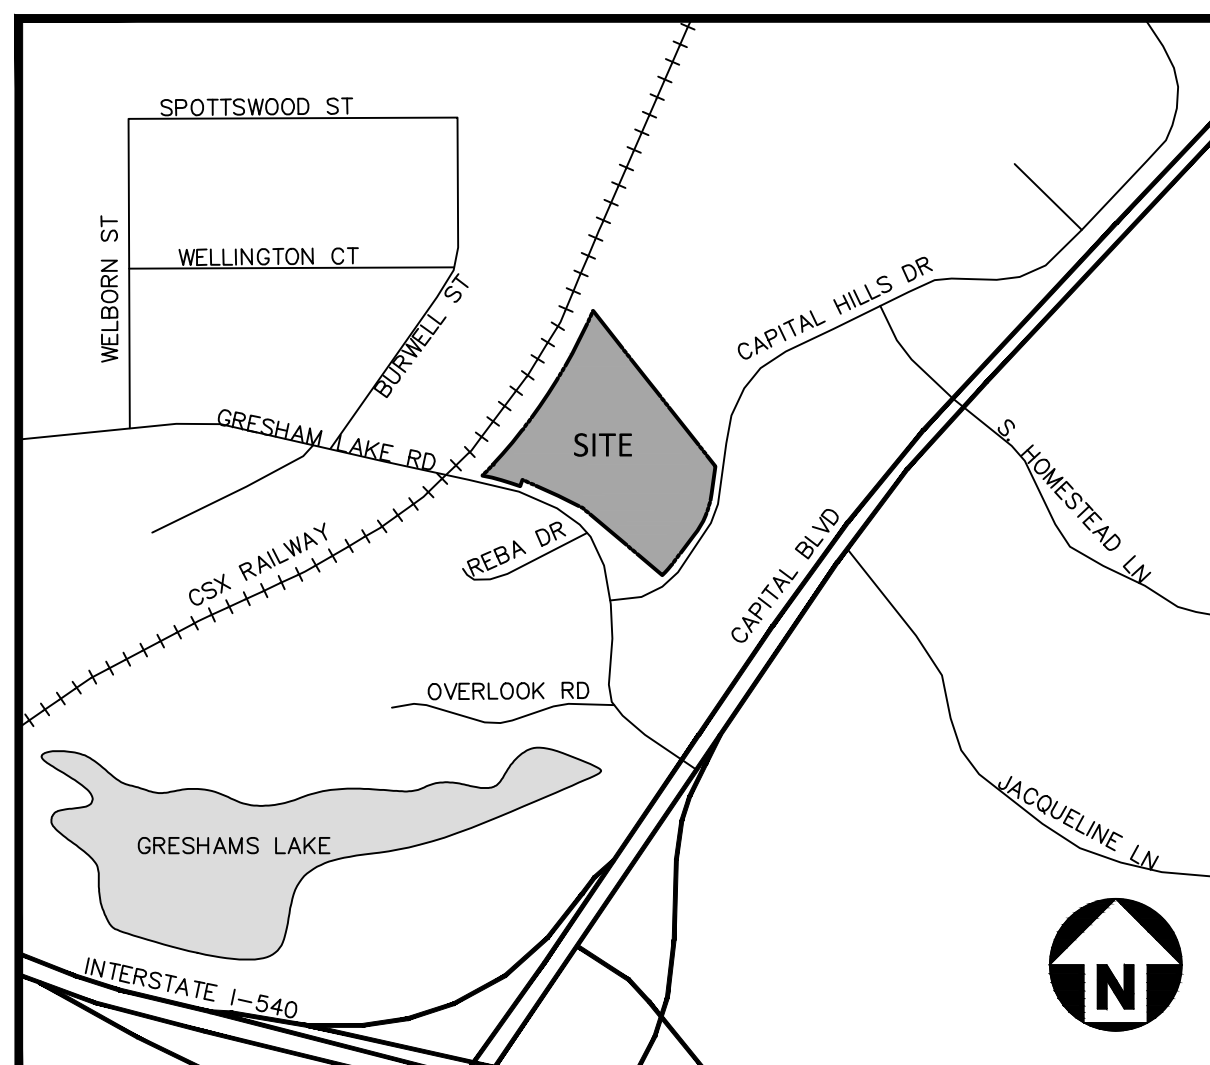 SPOTTSWOOD ST
WELBORN ST
WELLINGTON CT
BURWELL ST
CAPITAL HILLS DR
GRESHAM LAKE RD
SITE
S. HOMESTEAD LN
CSX RAILWAY
REBA DR
CAPITAL BLVD
OVERLOOK RD
JACQUELINE LN
GRESHAMS LAKE
INTERSTATE I-540
N